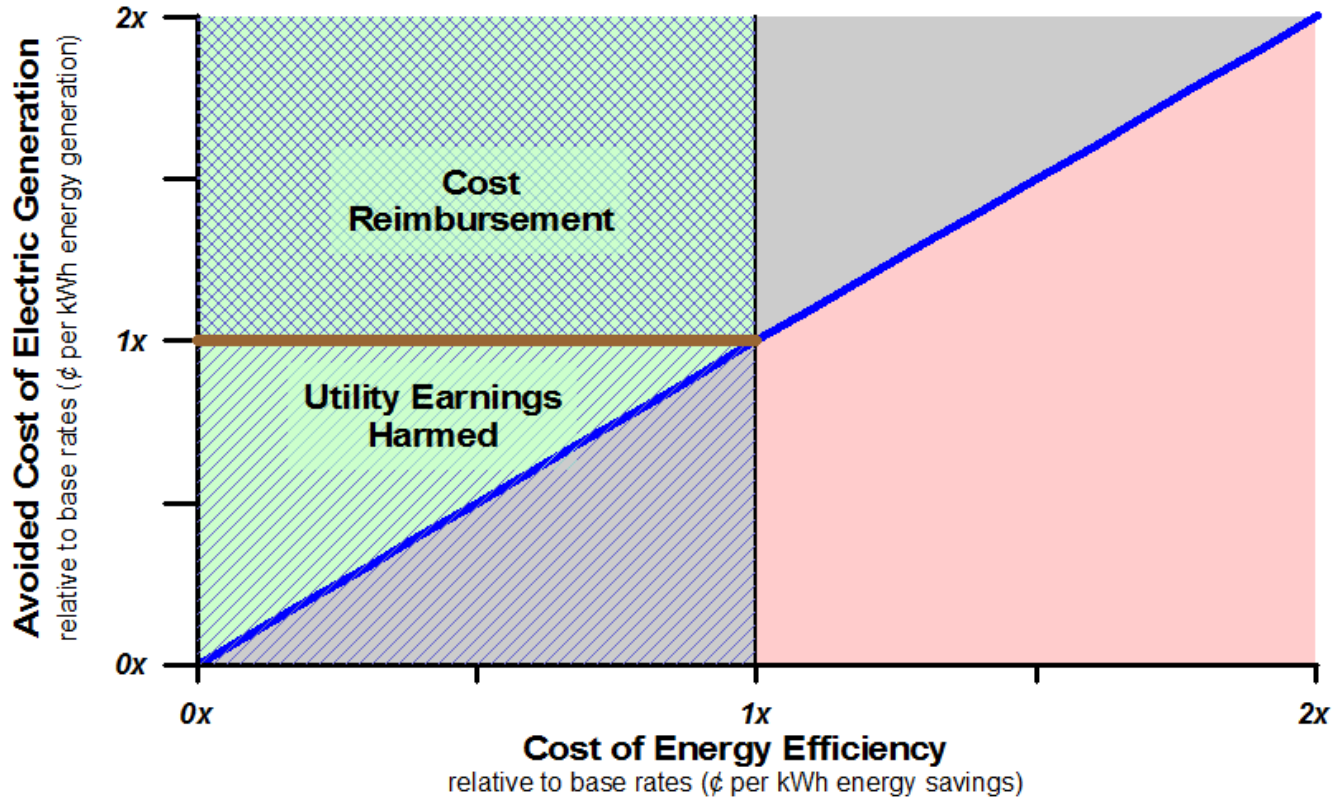 Avoided Cost of Electric Generation
relative to base rates (¢ per kWh energy generation)
2x
1x
0x
Cost
Reimbursement
Utility Earnings
Harmed
0x
1x
2x
Cost of Energy Efficiency
relative to base rates (¢ per kWh energy savings)